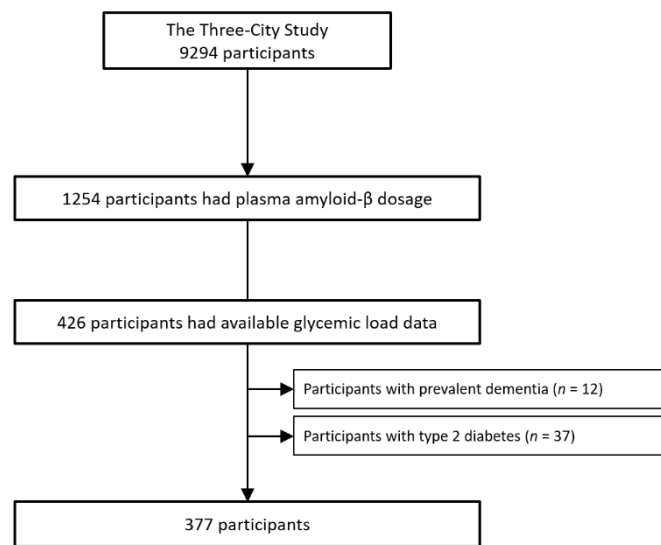 The Three-City Study
9294 participants
1254 participants had plasma amyloid-β dosage
426 participants had available glycemic load data
Participants with prevalent dementia (n = 12)
Participants with type 2 diabetes (n = 37)
377 participants